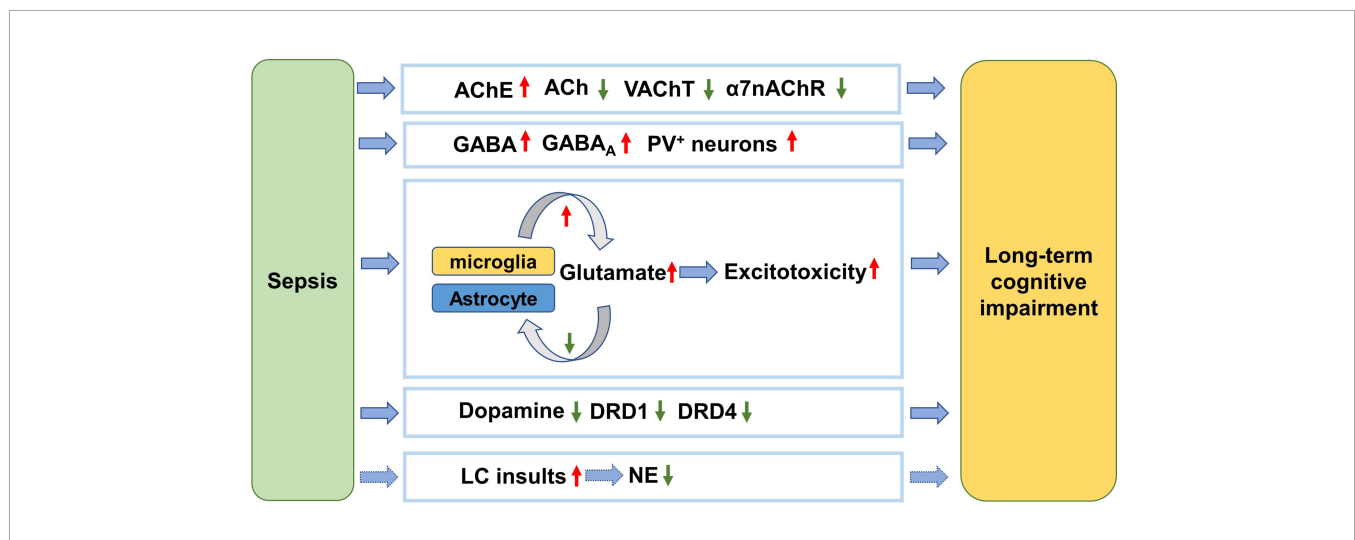 Sepsis
AChE ACh VAChT α7nAChR
GABA GABAA PV+ neurons
microglia
Astrocyte
Glutamate Excitotoxicity
Dopamine DRD1 DRD4
LC insults NE
Long-term
cognitive
impairment